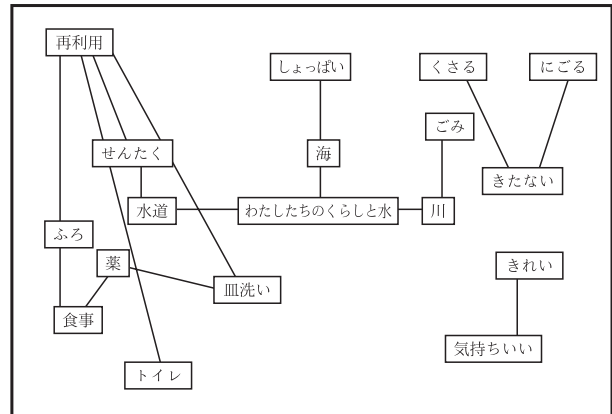 再利用
しょっぱい
くさる
にごる
ごみ
せんたく
海
きたない
水道
わたしたちのくらしと水
川
ふろ
薬
きれい
皿洗い
食事
気持ちいい
トイレ